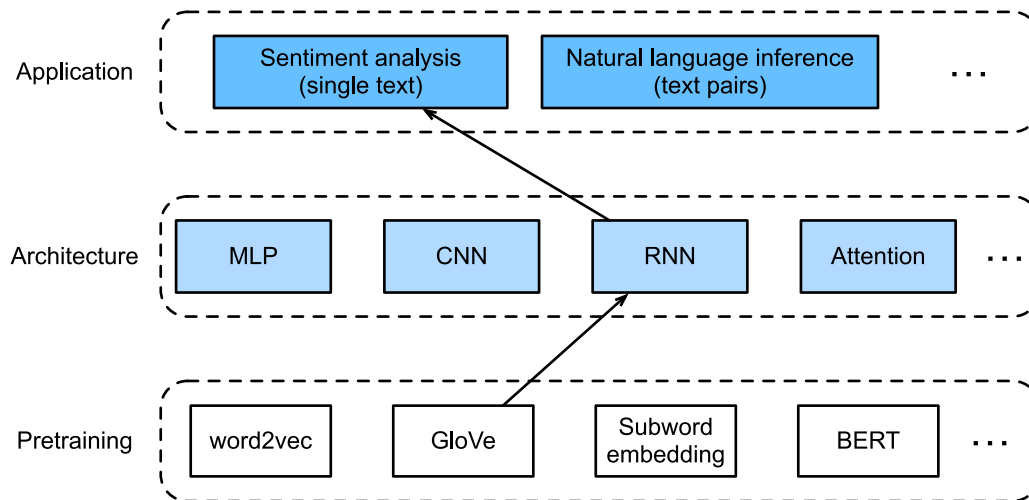 Application
Sentiment analysis
(single text)
Natural language inference
(text pairs)
...
Architecture
MLP
CNN
RNN
Attention
...
Pretraining
word2vec
GloVe
Subword
embedding
BERT
...